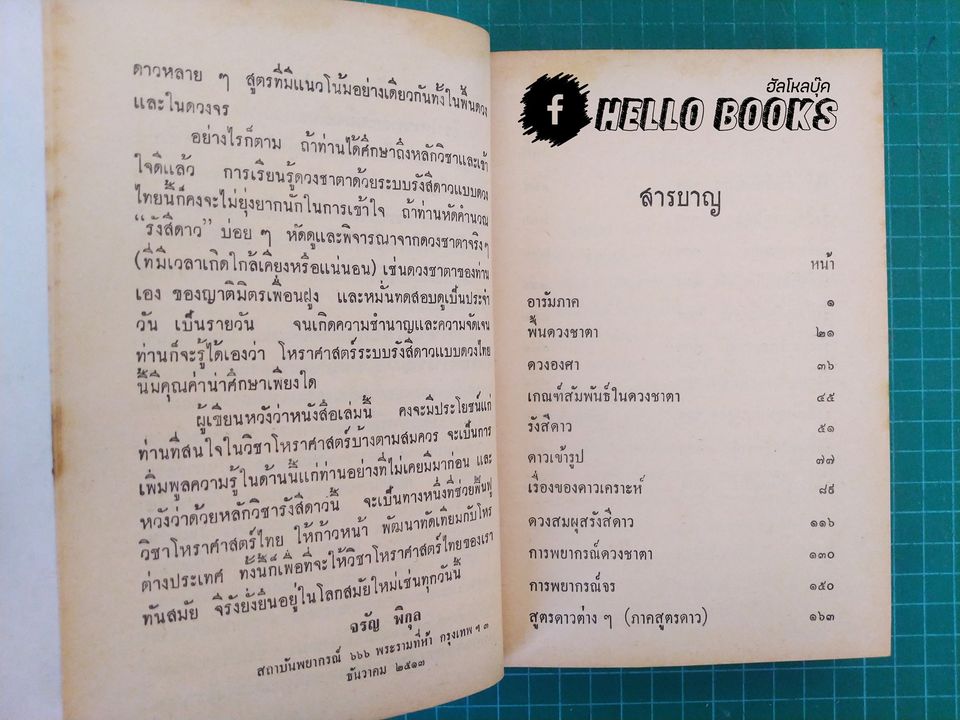 ดาวหลาย ๆ สูตรที่มีแนวโน้มอย่างเดียวกันทั้งในพื้นดวง
และในดวงจร
อย่างไรก็ตาม ถ้าท่านได้ศึกษาถึงหลักวิชาและเข้า
ใจดีแล้ว การเรียนรู้ดวงชาตาด้วยระบบรังสีดาวแบบดวง
ไทยนี้ก็คงจะไม่ยุ่งยากนักในการเข้าใจ ถ้าท่านหัดคำนวณ
“รังสีดาว” บ่อย ๆ หัดดูและพิจารณาจากดวงชาตาจริงๆ
(ที่มีเวลาเกิดใกล้เคียงหรือแน่นอน) เช่นดวงชาตาของท่าน
เอง ของญาติมิตรเพื่อนฝูง และหมั่นทดสอบดูเป็นประจำ
วัน เป็นรายวัน จนเกิดความชำนาญและความจัดเจน
ท่านก็จะรู้ได้เองว่า โหราศาสตร์ระบบรังสีดาวแบบดวงไทย
นี้มีคุณค่าน่าศึกษาเพียงใด
ผู้เขียนหวังว่าหนังสือเล่มนี้ คงจะมีประโยชน์แก่
ท่านที่สนใจในวิชาโหราศาสตร์บ้างตามสมควร จะเป็นการ
เพิ่มพูลความรู้ในด้านนี้แก่ท่านอย่างที่ไม่เคยมีมาก่อน และ
หวังว่าด้วยหลักวิชารังสีดาวนี้ จะเป็นทางหนึ่งที่ช่วยฟื้นฟู
วิชาโหราศาสตร์ไทย ให้ก้าวหน้า พัฒนาทัดเทียมกับโหร
ต่างประเทศ ทั้งนี้ก็เพื่อที่จะให้วิชาโหราศาสตร์ไทยของเรา
ทันสมัย จีรังยั่งยืนอยู่ในโลกสมัยใหม่เช่นทุกวันนี้
จรัญ พิกุล
สถาบันพยากรณ์ ๖๖๖ พระรามที่ห้า กรุงเทพ ฯ ๓
ธันวาคม ๒๕๑๓
f
ฮัลโหลบุ๊ค
HELLO BOOKS
สารบาญ
หน้า
อารัมภาค ๑
พื้นดวงชาตา ๒๑
ดวงองศา ๓๖
เกณฑ์สัมพันธ์ในดวงชาตา ๔๕
รังสีดาว ๕๑
ดาวเข้ารูป ๗๗
เรื่องของดาวเคราะห์ ๘๙
ดวงสมผุสรังสีดาว ๑๑๖
การพยากรณ์ดวงชาตา ๑๓๐
การพยากรณ์จร ๑๕๐
สูตรดาวต่าง ๆ (ภาคสูตรดาว) ๑๖๓